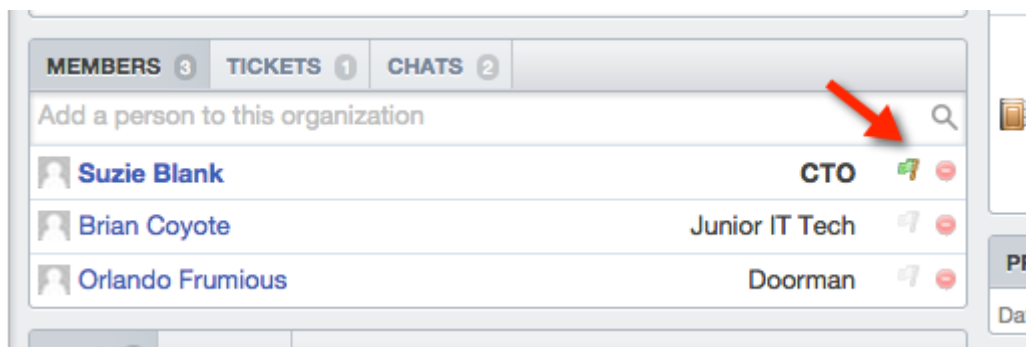 MEMBERS 3 TICKETS 1 CHATS 2
Add a person to this organization
Suzie Blank CTO
Brian Coyote Junior IT Tech
Orlando Frumious Doorman